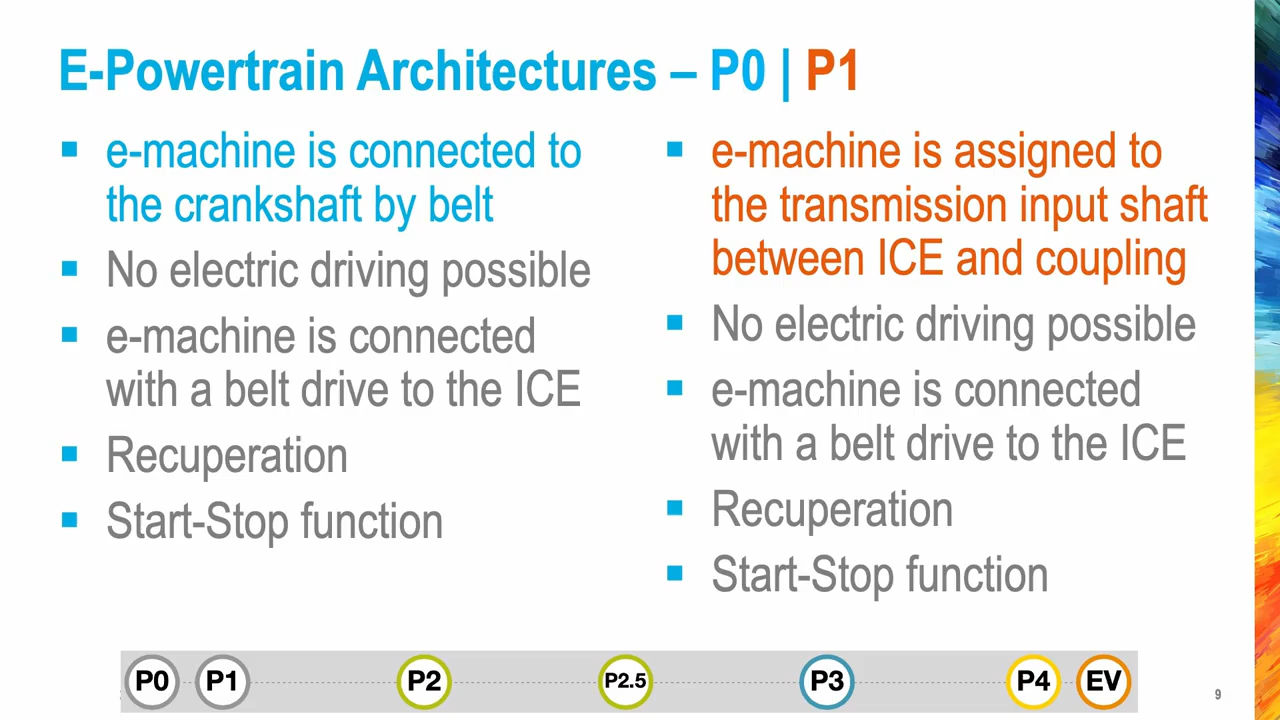 E-Powertrain Architectures – P0 | P1
▪ e-machine is connected to
the crankshaft by belt
▪ No electric driving possible
▪ e-machine is connected
with a belt drive to the ICE
▪ Recuperation
▪ Start-Stop function
▪ e-machine is assigned to
the transmission input shaft
between ICE and coupling
▪ No electric driving possible
▪ e-machine is connected
with a belt drive to the ICE
▪ Recuperation
▪ Start-Stop function
P0 P1 P2 P2.5 P3 P4 EV
9